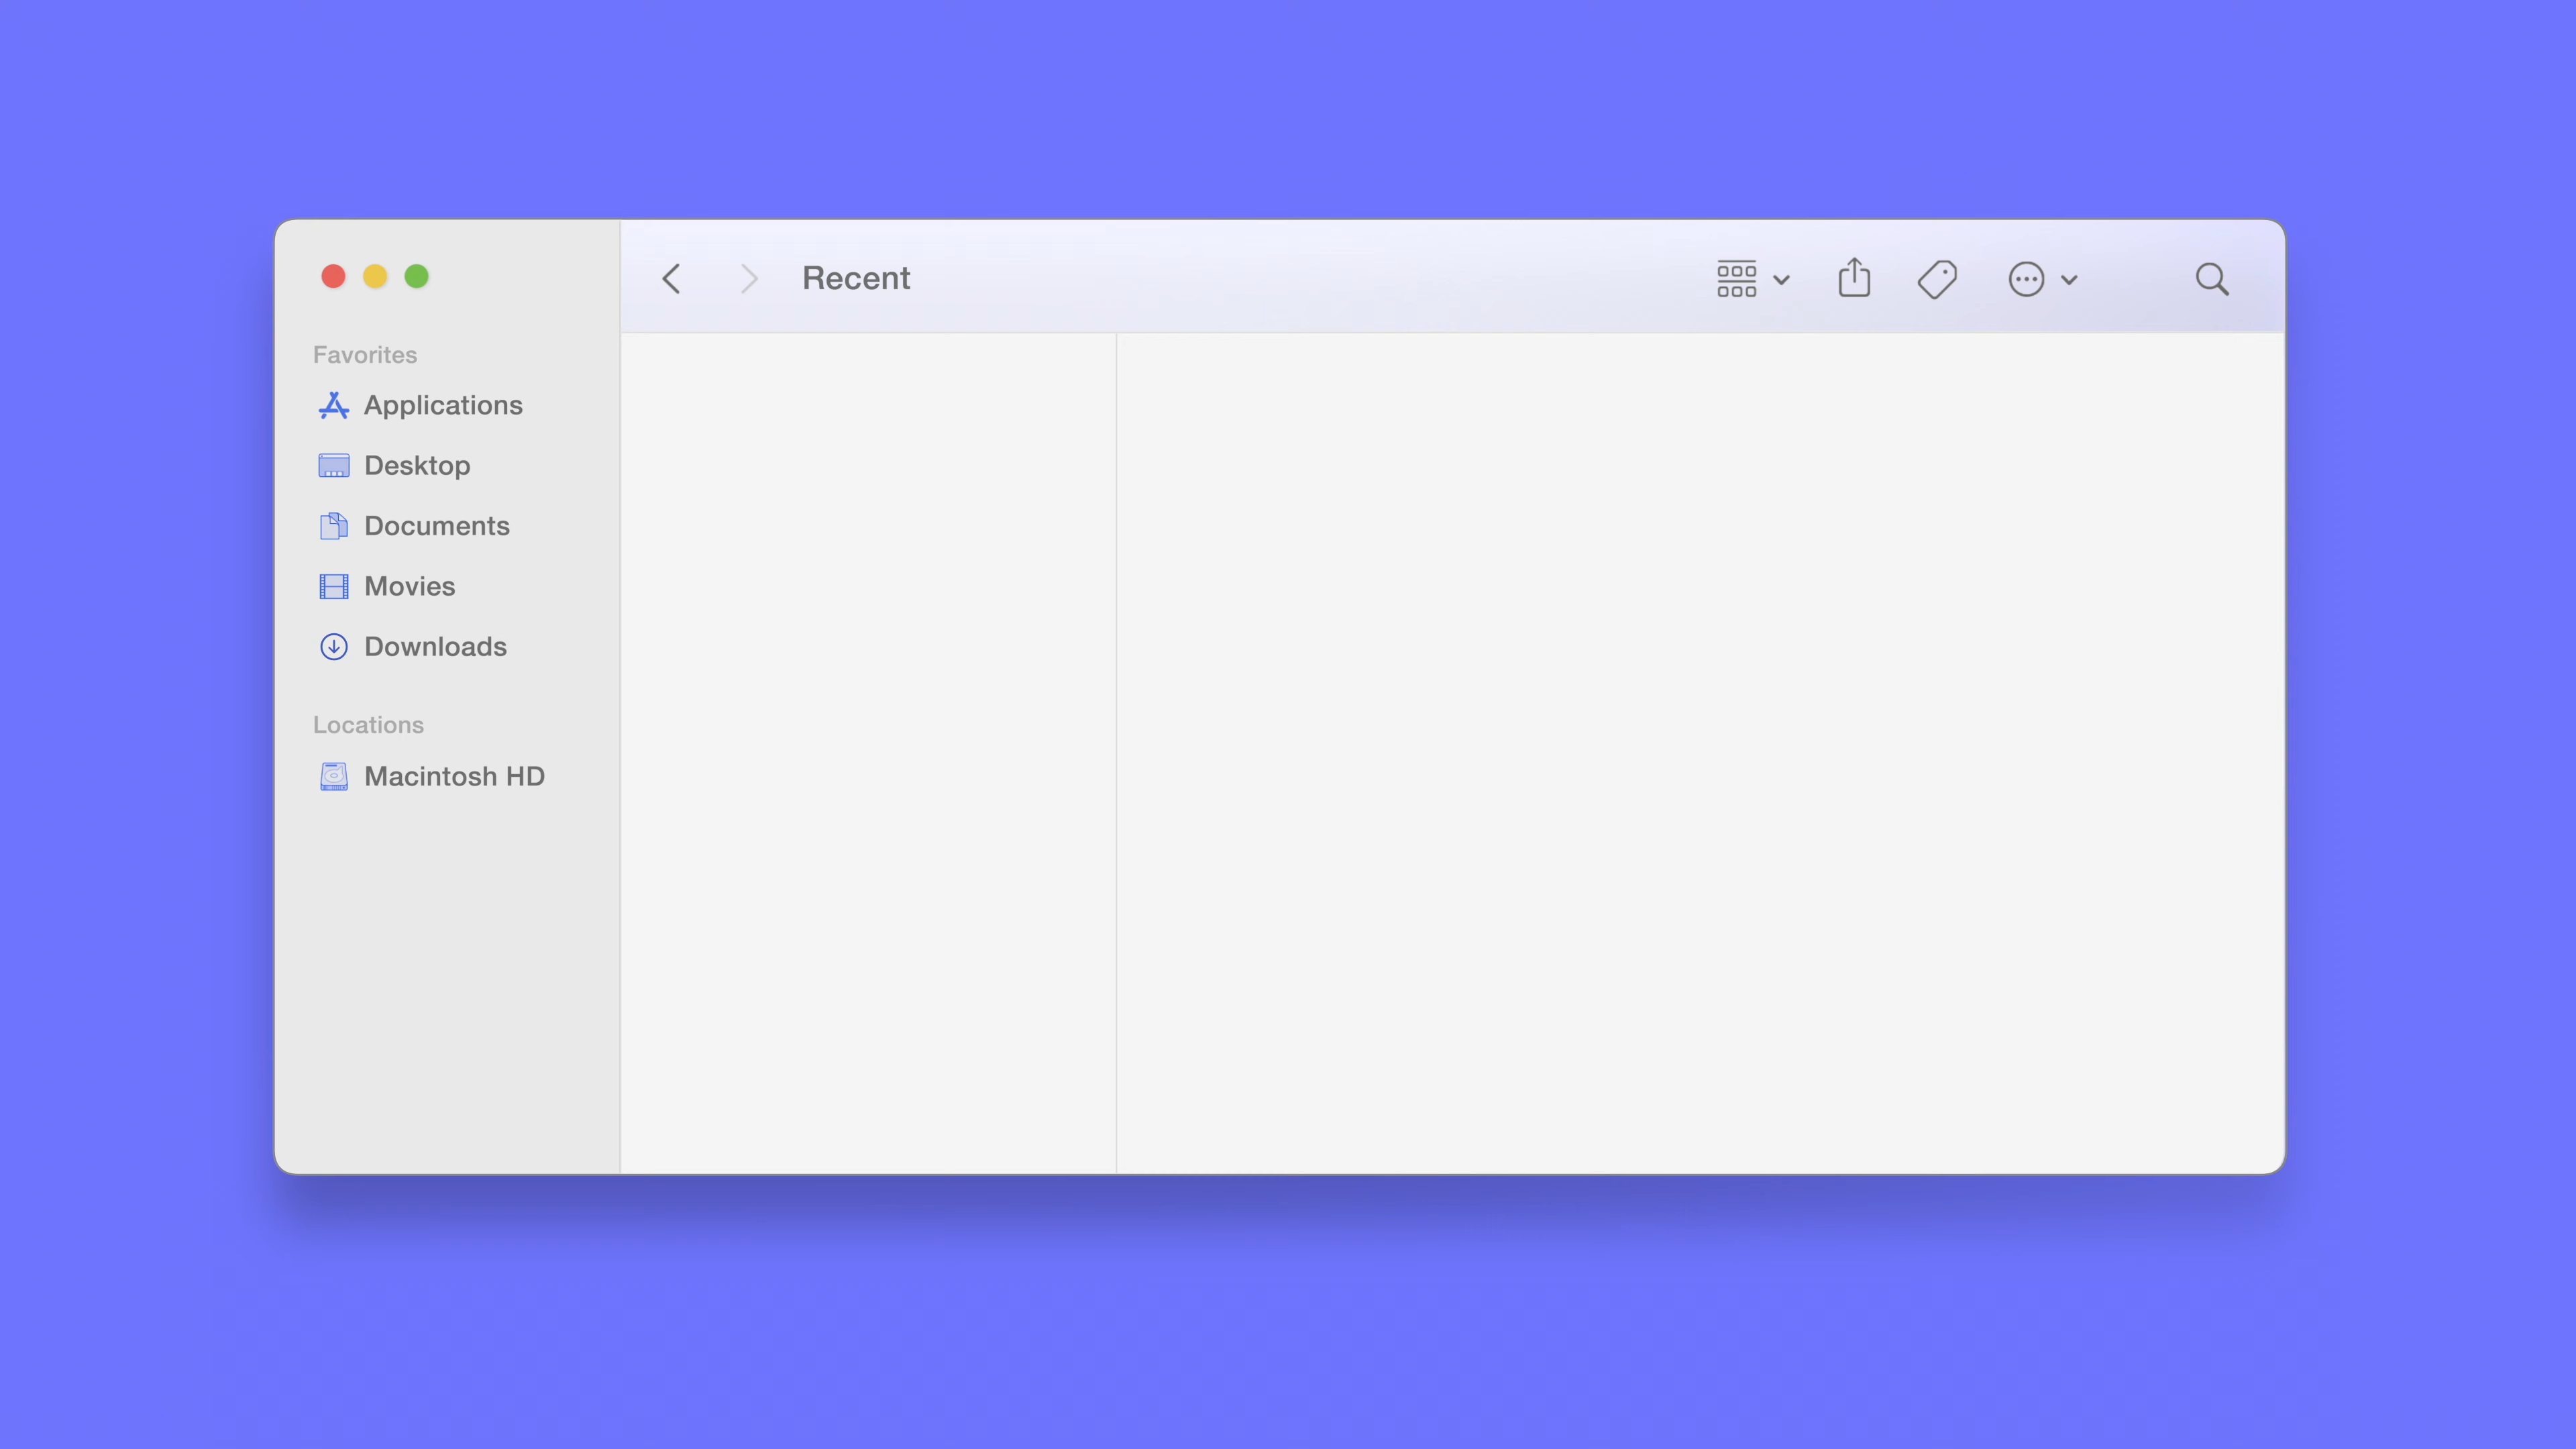 Recent
Favorites
Applications
Desktop
Documents
Movies
Downloads
Locations
Macintosh HD